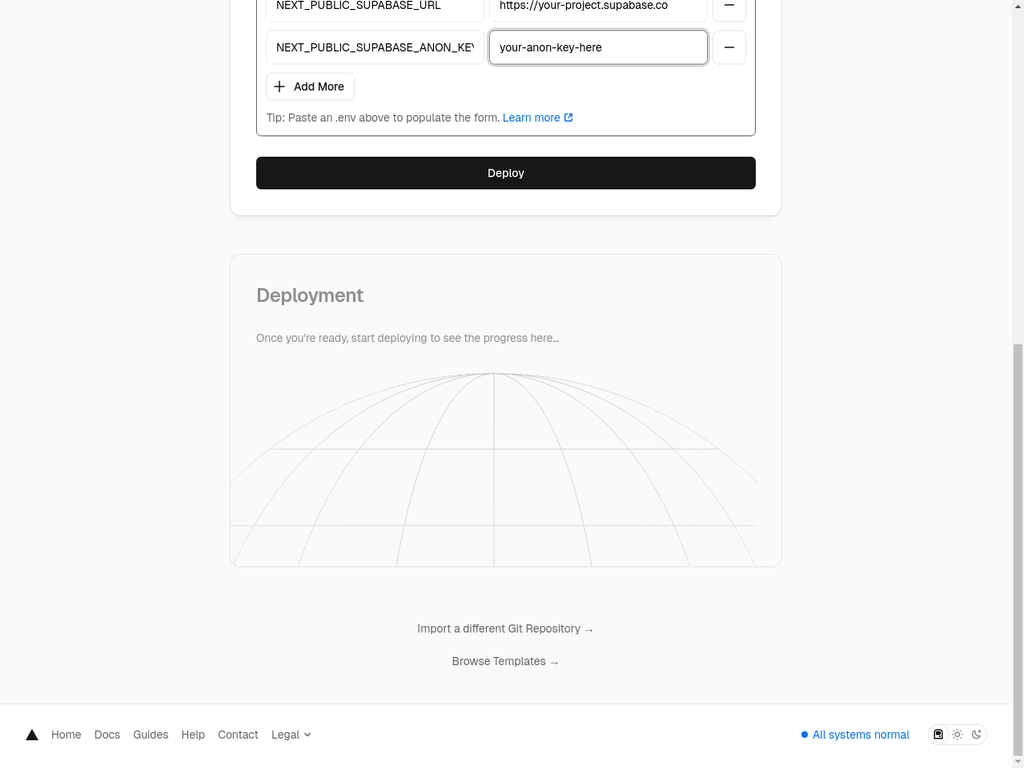 NEXT_PUBLIC_SUPABASE_URL https://your-project.supabase.co
NEXT_PUBLIC_SUPABASE_ANON_KEY your-anon-key-here
Add More
Tip: Paste an .env above to populate the form. Learn more
Deploy
Deployment
Once you're ready, start deploying to see the progress here...
Import a different Git Repository →
Browse Templates →
Home Docs Guides Help Contact Legal All systems normal